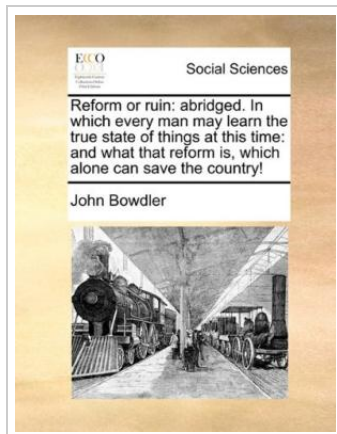 ECCO
Social Sciences
Reform or ruin: abridged. In
which every man may learn the
true state of things at this time:
and what that reform is, which
alone can save the country!
John Bowdler